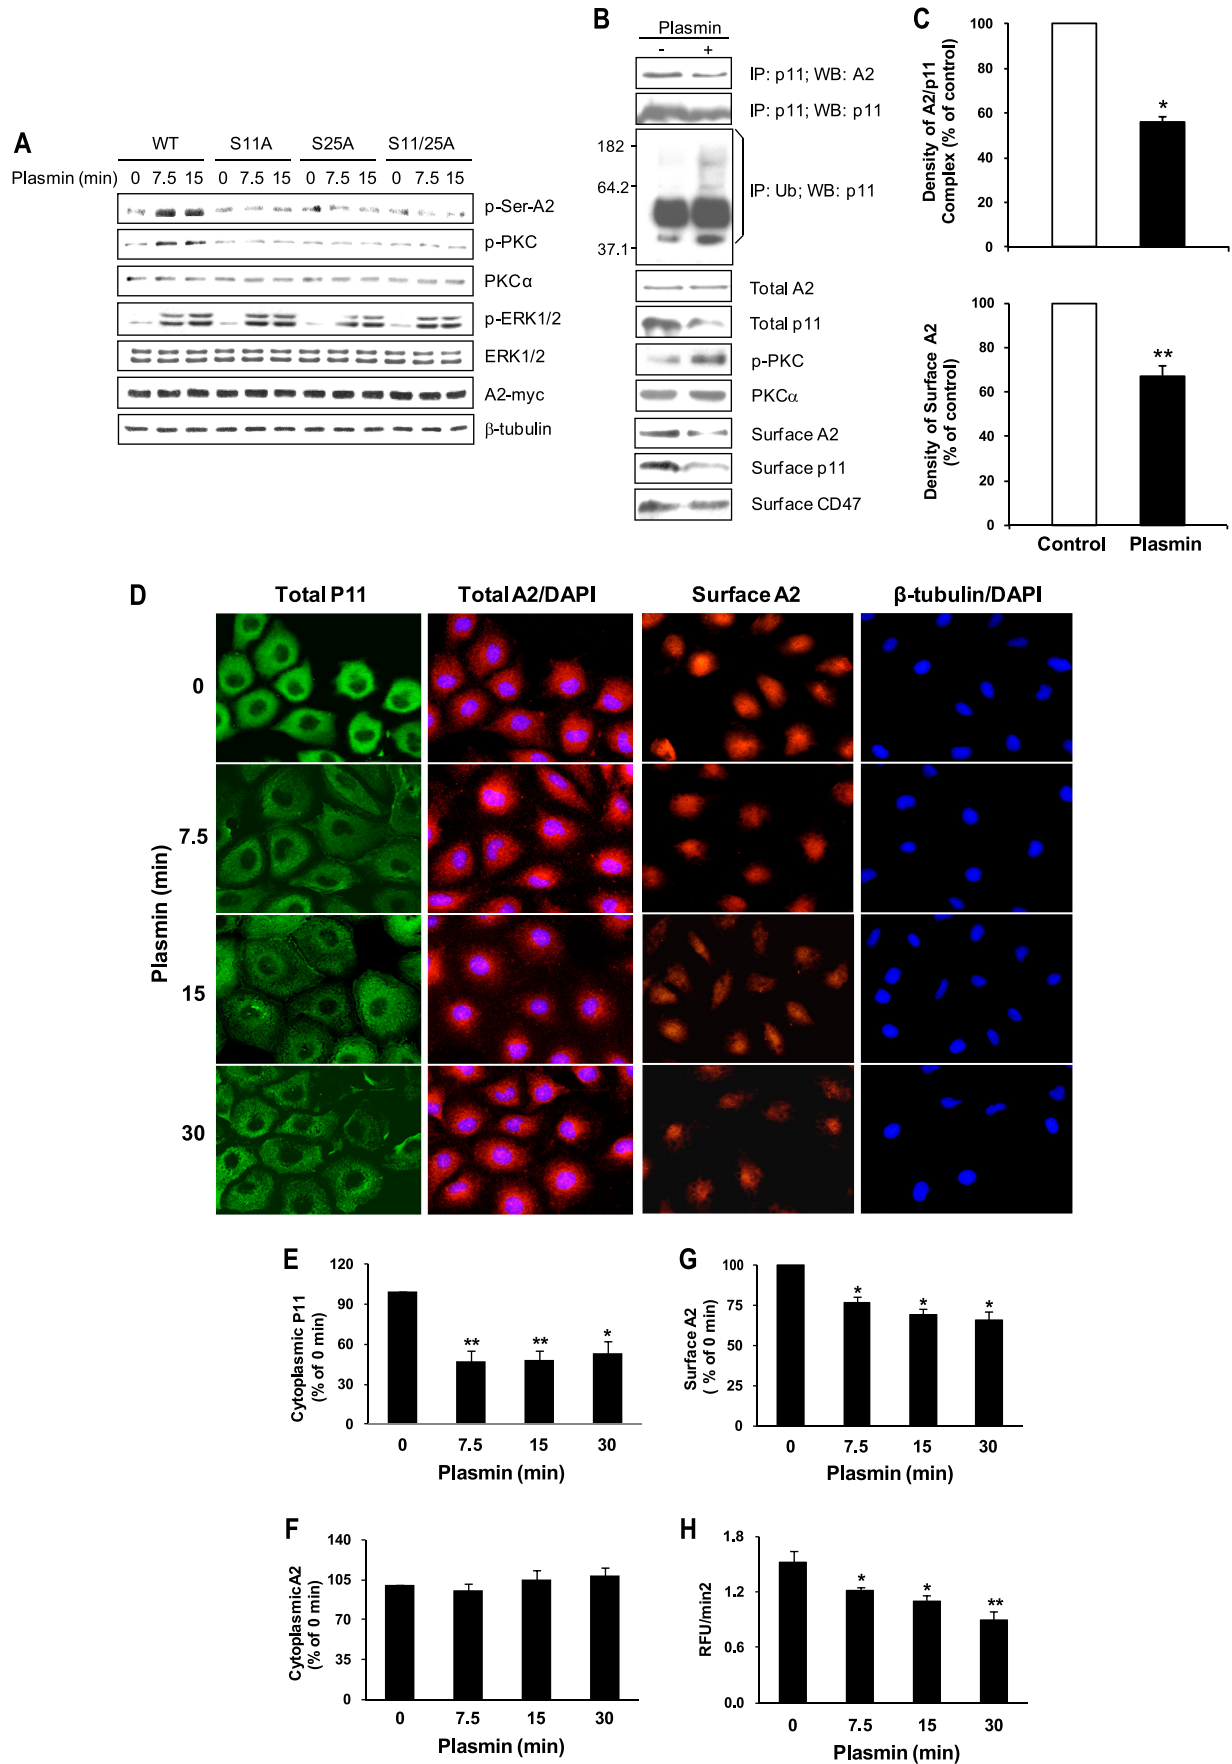 A
WT S11A S25A S11/25A
Plasmin (min) 0 7.5 15 0 7.5 15 0 7.5 15 0 7.5 15
p-Ser-A2
p-PKC
PKCα
p-ERK1/2
ERK1/2
A2-myc
β-tubulin
B
Plasmin
- +
IP: p11; WB: A2
IP: p11; WB: p11
182
64.2
37.1
IP: Ub; WB: p11
Total A2
Total p11
p-PKC
PKCα
Surface A2
Surface p11
Surface CD47
C
Density of A2/p11
Complex (% of control)
100
80
60
40
20
0
*
Density of Surface A2
(% of control)
100
80
60
40
20
0
**
Control Plasmin
D
Total P11 Total A2/DAPI Surface A2 β-tubulin/DAPI
Plasmin (min)
0
7.5
15
30
E
Cytoplasmic P11
(% of 0 min)
120
90
60
30
0
** ** *
0 7.5 15 30
Plasmin (min)
G
Surface A2
( % of 0 min)
100
75
50
25
0
* * *
0 7.5 15 30
Plasmin (min)
F
Cytoplasmic A2
(% of 0 min)
140
105
70
35
0
0 7.5 15 30
Plasmin (min)
H
RFU/min2
1.8
1.2
0.6
0.0
* * **
0 7.5 15 30
Plasmin (min)